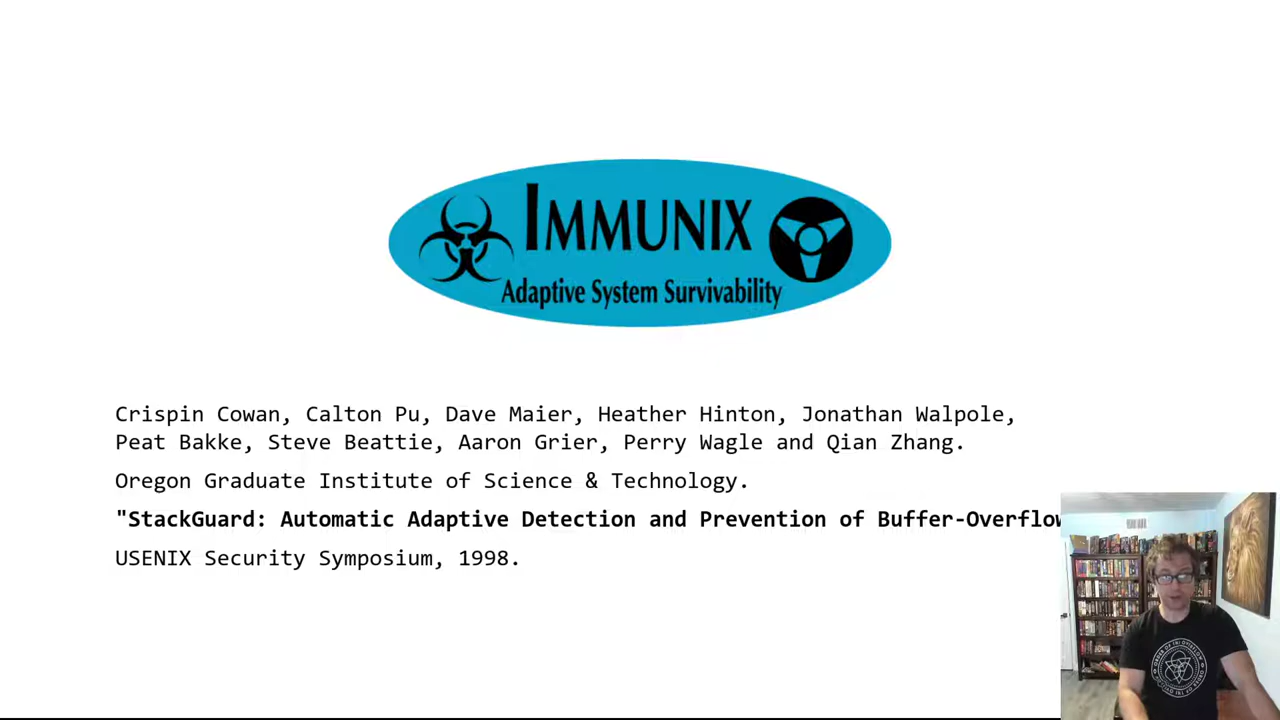 IMMUNIX
Adaptive System Survivability
Crispin Cowan, Calton Pu, Dave Maier, Heather Hinton, Jonathan Walpole,
Peat Bakke, Steve Beattie, Aaron Grier, Perry Wagle and Qian Zhang.
Oregon Graduate Institute of Science & Technology.
"StackGuard: Automatic Adaptive Detection and Prevention of Buffer-Overflow
USENIX Security Symposium, 1998.